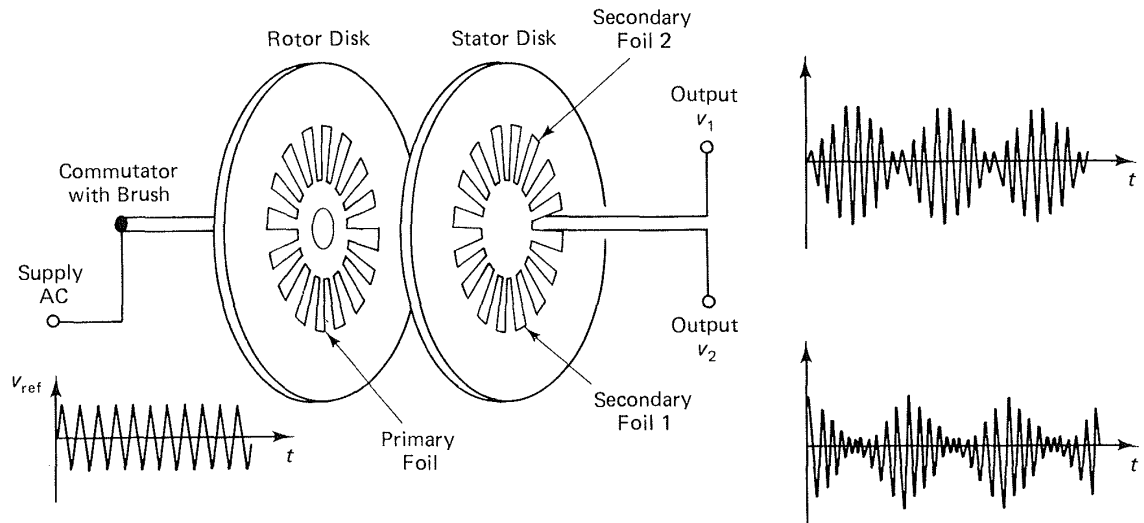 Secondary
Foil 2
Rotor Disk
Stator Disk
Output
v1
Commutator
with Brush
t
Supply
AC
Output
v2
vref
Secondary
Foil 1
Primary
Foil
t
t